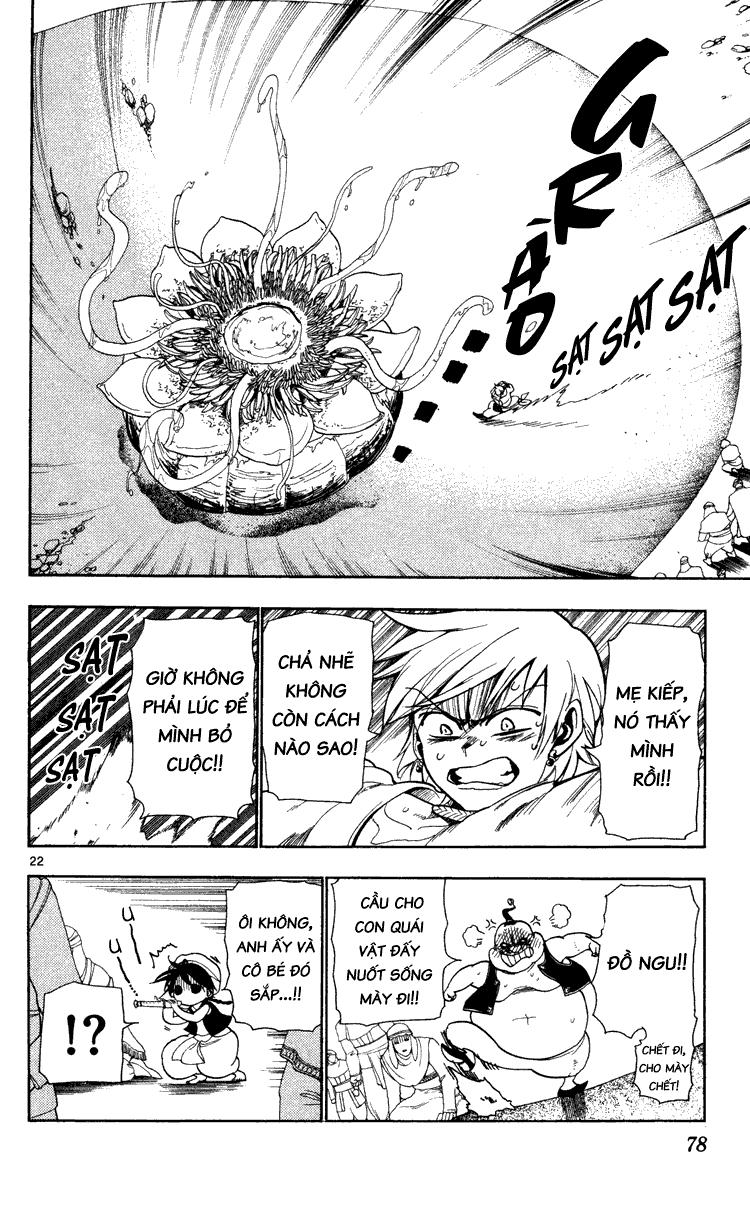 GRÀO
SẠT SẠT SẠT
MẸ KIẾP,
NÓ THẤY
MÌNH
RỒI!!
CHẢ NHẼ
KHÔNG
CÒN CÁCH
NÀO SAO!
GIỜ KHÔNG
PHẢI LÚC ĐỂ
MÌNH BỎ
CUỘC!!
SẠT
SẠT
SẠT
22
ĐỒ NGU!!
CẦU CHO
CON QUÁI
VẬT ĐẤY
NUỐT SỐNG
MÀY ĐI!!
CHẾT ĐI,
CHO MÀY
CHẾT!
ÔI KHÔNG,
ANH ẤY VÀ
CÔ BÉ ĐÓ
SẮP...!!
!?
78